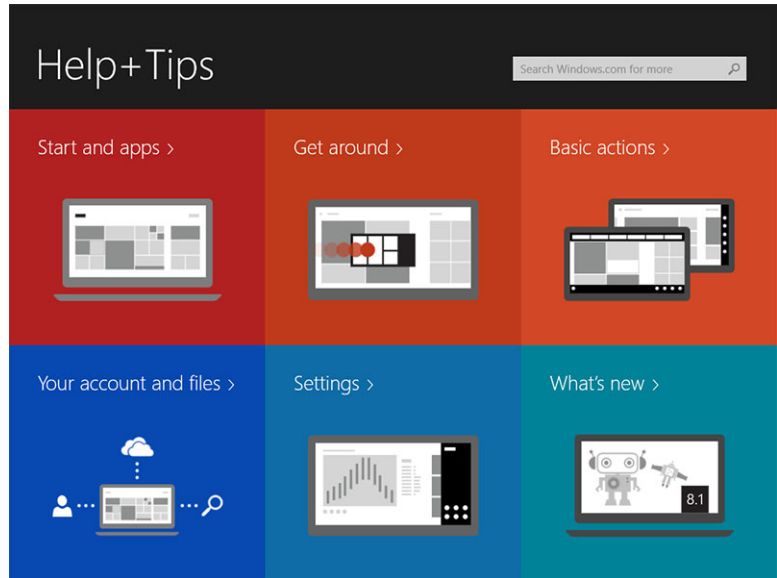 Help+Tips
Search Windows.com for more
Start and apps >
Get around >
Basic actions >
Your account and files >
Settings >
What's new >
8.1